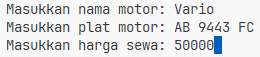 Masukkan nama motor: Vario
Masukkan plat motor: AB 9443 FC
Masukkan harga sewa: 50000